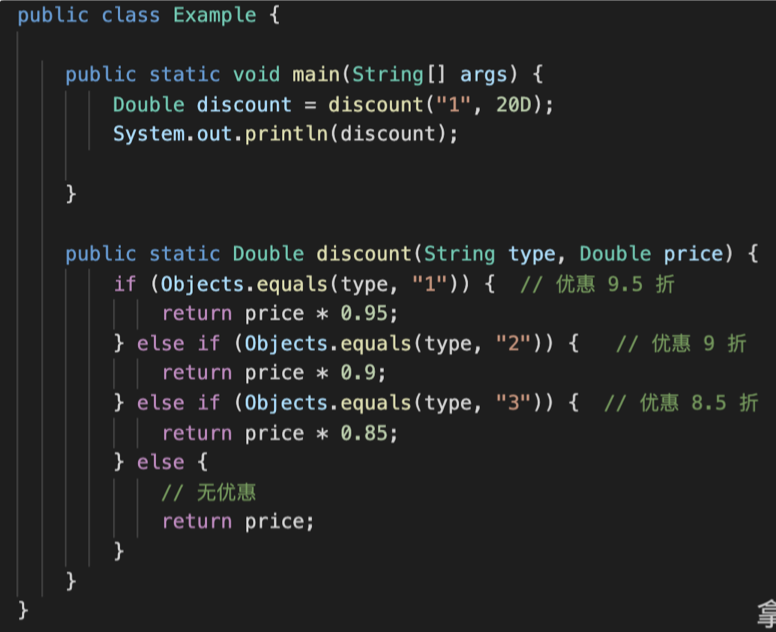 public class Example {
public static void main(String[] args) {
Double discount = discount("1", 20D);
System.out.println(discount);
}
public static Double discount(String type, Double price) {
if (Objects.equals(type, "1")) {  // 优惠 9.5 折
return price * 0.95;
} else if (Objects.equals(type, "2")) {   // 优惠 9 折
return price * 0.9;
} else if (Objects.equals(type, "3")) {  // 优惠 8.5 折
return price * 0.85;
} else {
// 无优惠
return price;
}
}
}
拿